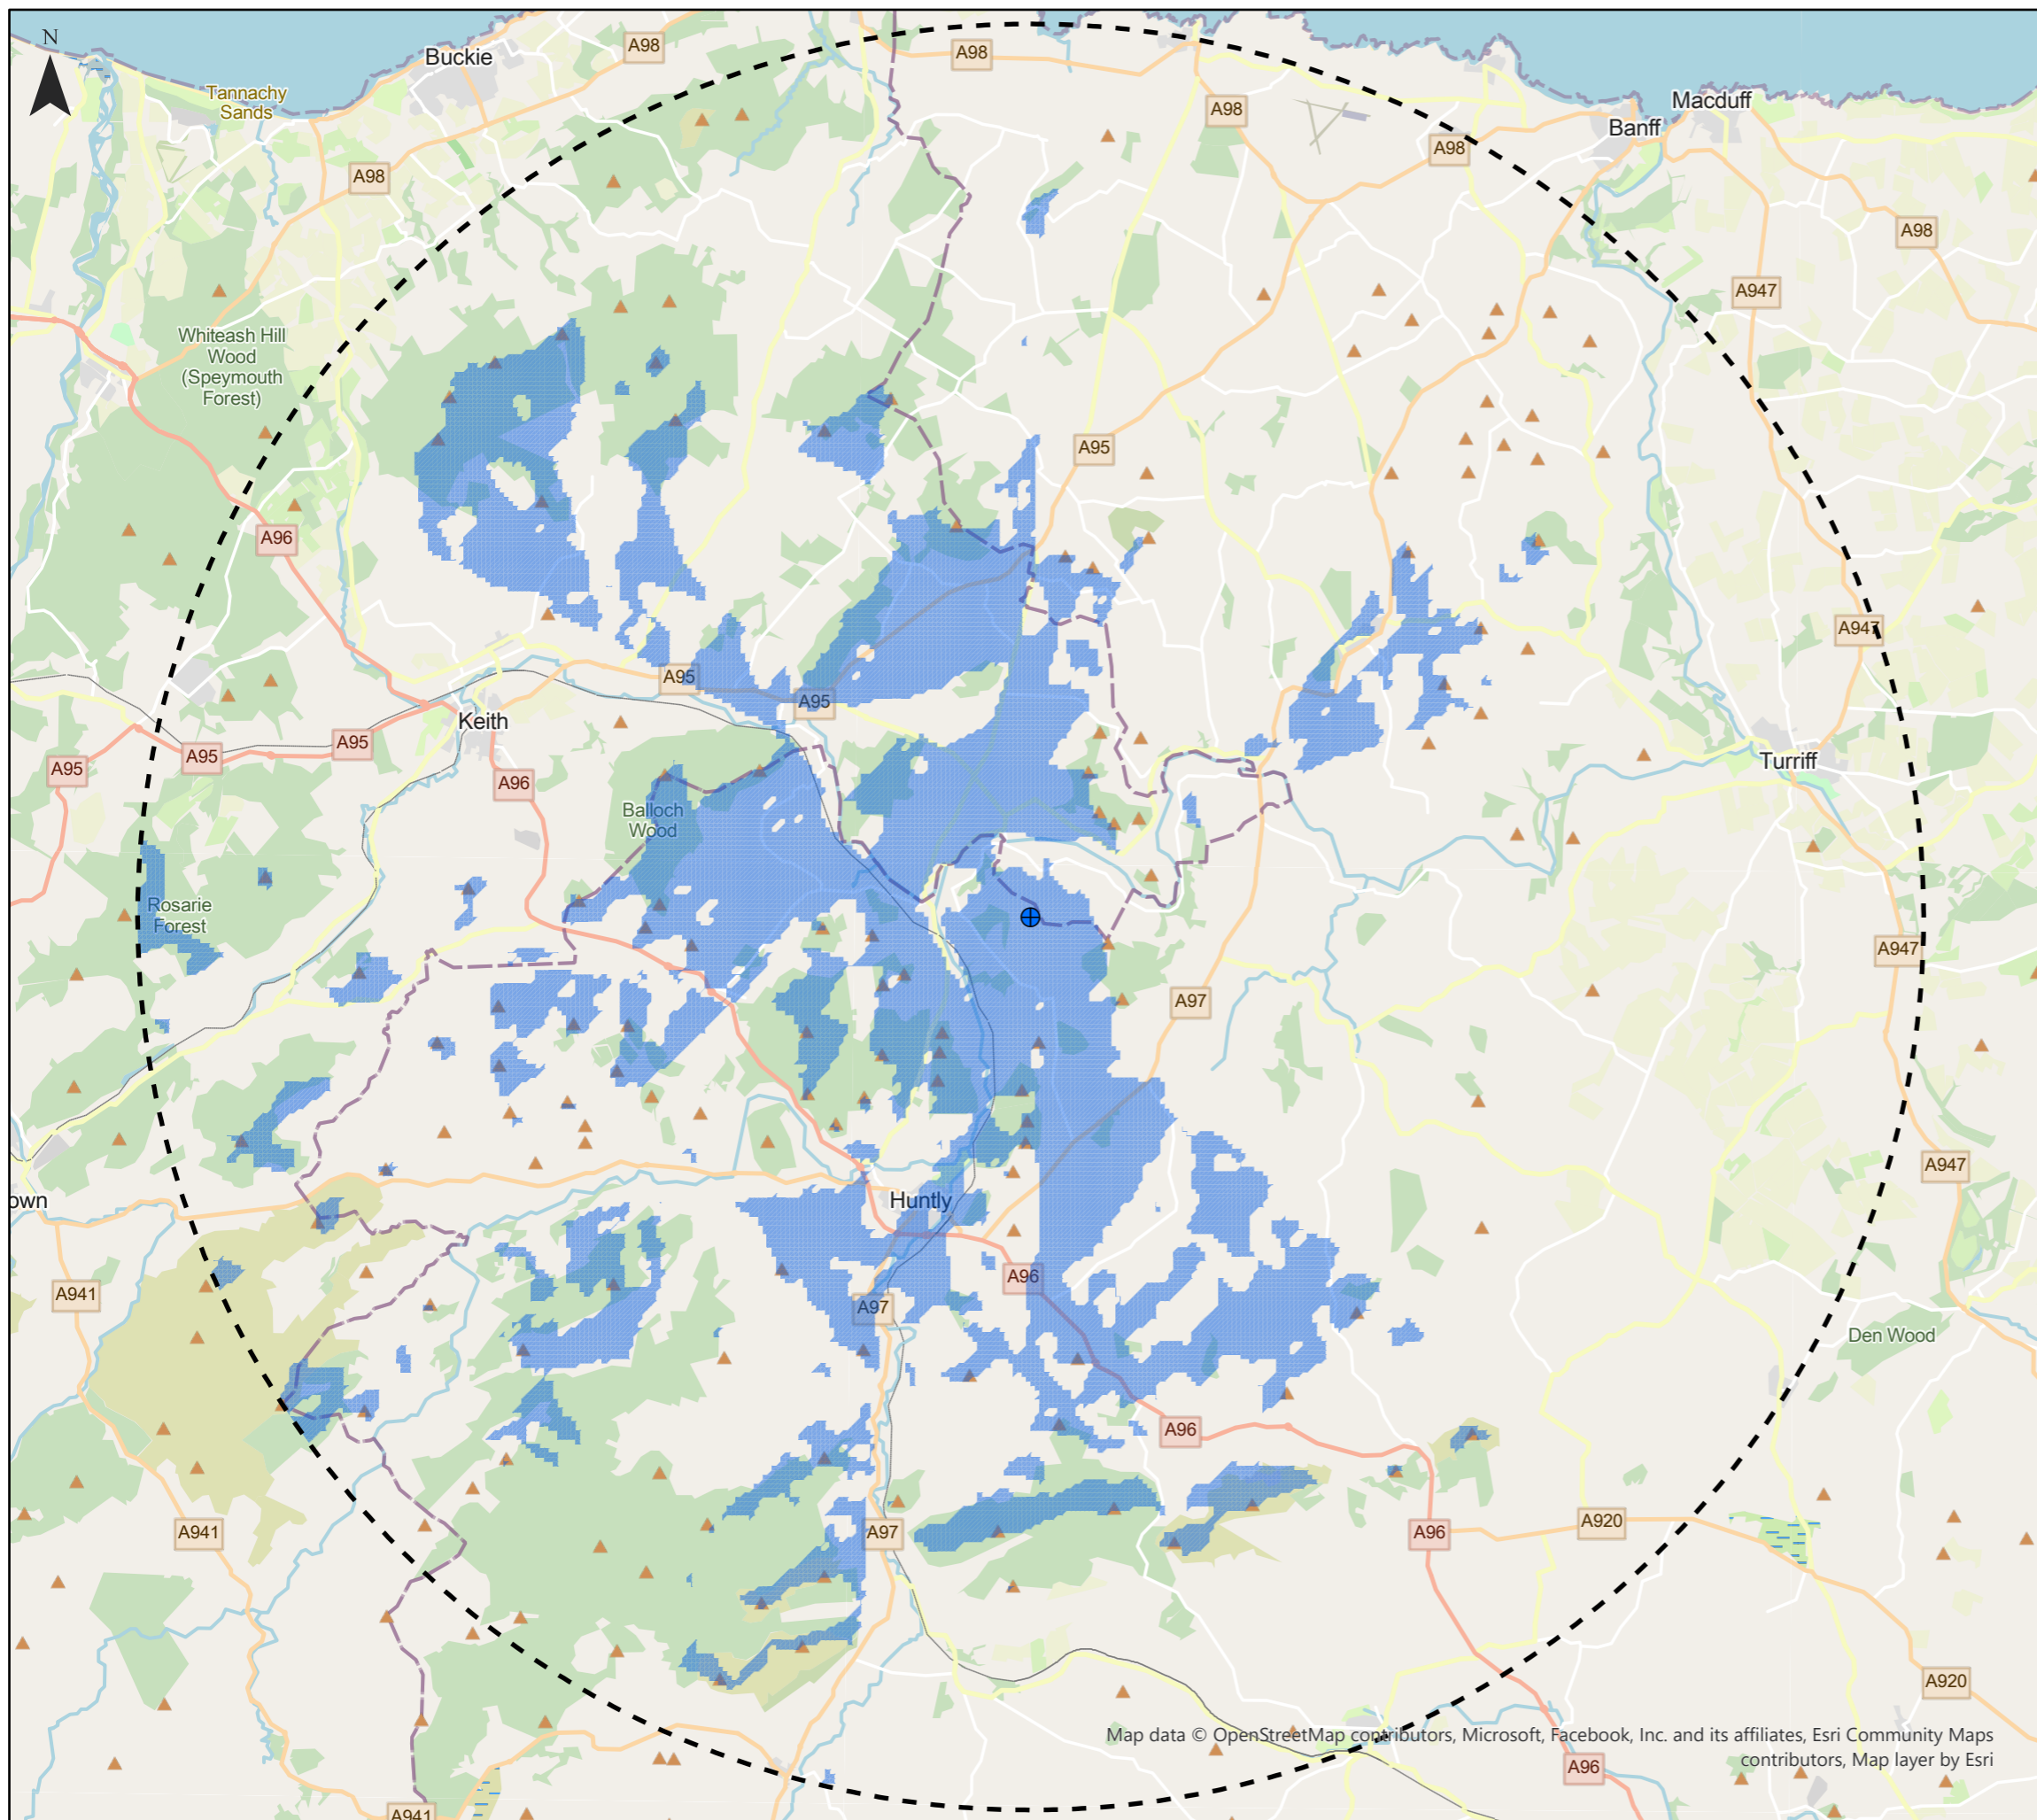 N
Buckie
A98
A98
Tannachy
Sands
Macduff
A98
Banff
A98
A98
A98
A947
Whiteash Hill
Wood
(Speymouth
Forest)
A95
A96
A947
A95
A95
Keith
A95
A95
A95
Turriff
A96
Balloch
Wood
Rosarie
Forest
A947
A97
A947
own
Huntly
A96
A941
A97
Den Wood
A96
A920
A941
A97
A96
A920
Map data © OpenStreetMap contributors, Microsoft, Facebook, Inc. and its affiliates, Esri Community Maps
contributors, Map layer by Esri
A96
A941